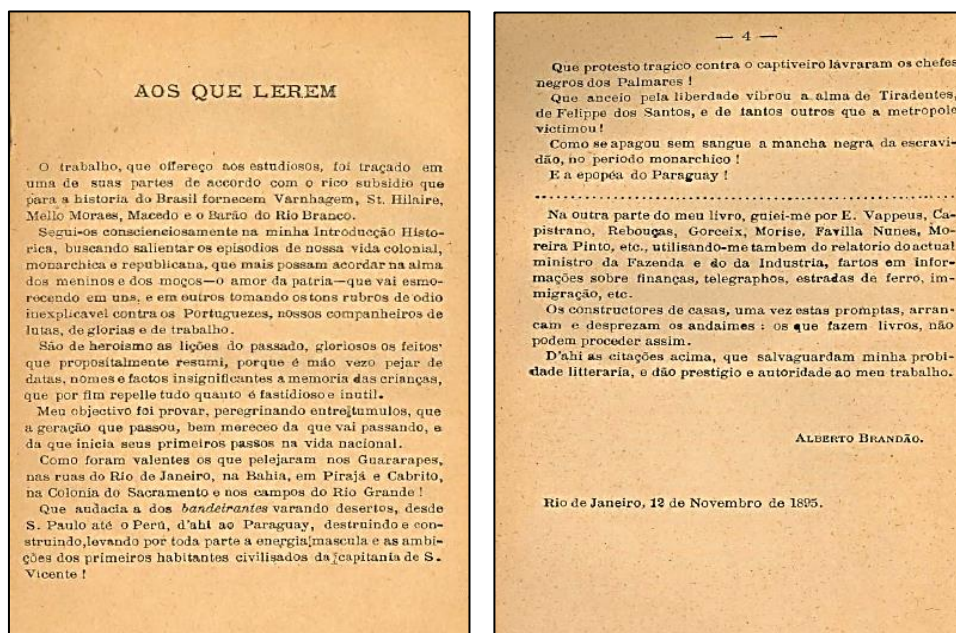 AOS QUE LEREM
O trabalho, que offereço aos estudiosos, foi traçado em
uma de suas partes de accordo com o rico subsidio que
para a historia do Brasil fornecem Varnhagem, St. Hilaire,
Mello Moraes, Macedo e o Barão do Rio Branco.
Segui-os conscienciosamente na minha Introducção Histo-
rica, buscando salientar os episodios de nossa vida colonial,
monarchica e republicana, que mais possam acordar na alma
dos meninos e dos moços—o amor da patria—que vai esmo-
recendo em uns, e em outros tomando os tons rubros de odio
inexplicavel contra os Portuguezes, nossos companheiros de
lutas, de glorias e de trabalho.
São de heroismo as lições do passado, gloriosos os feitos
que propositalmente resumi, porque é máo vezo pejar de
datas, nomes e factos insignificantes a memoria das crianças,
que por fim repelle tudo quanto é fastidioso e inutil.
Meu objectivo foi provar, peregrinando entre tumulos, que
a geração que passou, bem mereceo da que vai passando, e
da que inicia seus primeiros passos na vida nacional.
Como foram valentes os que pelejaram nos Guararapes,
nas ruas do Rio de Janeiro, na Bahia, em Pirajá e Cabrito,
na Colonia do Sacramento e nos campos do Rio Grande !
Que audacia a dos bandeirantes varando desertos, desde
S. Paulo até o Perú, d'ahi ao Paraguay, destruindo e con-
struindo, levando por toda parte a energia mascula e as ambi-
ções dos primeiros habitantes civilisados da capitania de S.
Vicente !
— 4 —
Que protesto tragico contra o captiveiro lavraram os chefes
negros dos Palmares !
Que anceio pela liberdade vibrou a alma de Tiradentes,
de Felippe dos Santos, e de tantos outros que a metropole
victimou !
Como se apagou sem sangue a mancha negra da escravi-
dão, no periodo monarchico !
E a epopéa do Paraguay !
Na outra parte do meu livro, guiei-me por E. Vappeus, Ca-
pistrano, Rebouças, Gorceix, Morise, Favilla Nunes, Mo-
reira Pinto, etc., utilisando-me tambem do relatorio do actual
ministro da Fazenda e do da Industria, fartos em infor-
mações sobre finanças, telegraphos, estradas de ferro, im-
migração, etc.
Os constructores de casas, uma vez estas promptas, arran-
cam e desprezam os andaimes : os que fazem livros, não
podem proceder assim.
D'ahi as citações acima, que salvaguardam minha probi-
dade litteraria, e dão prestigio e autoridade ao meu trabalho.
ALBERTO BRANDÃO.
Rio de Janeiro, 12 de Novembro de 1895.